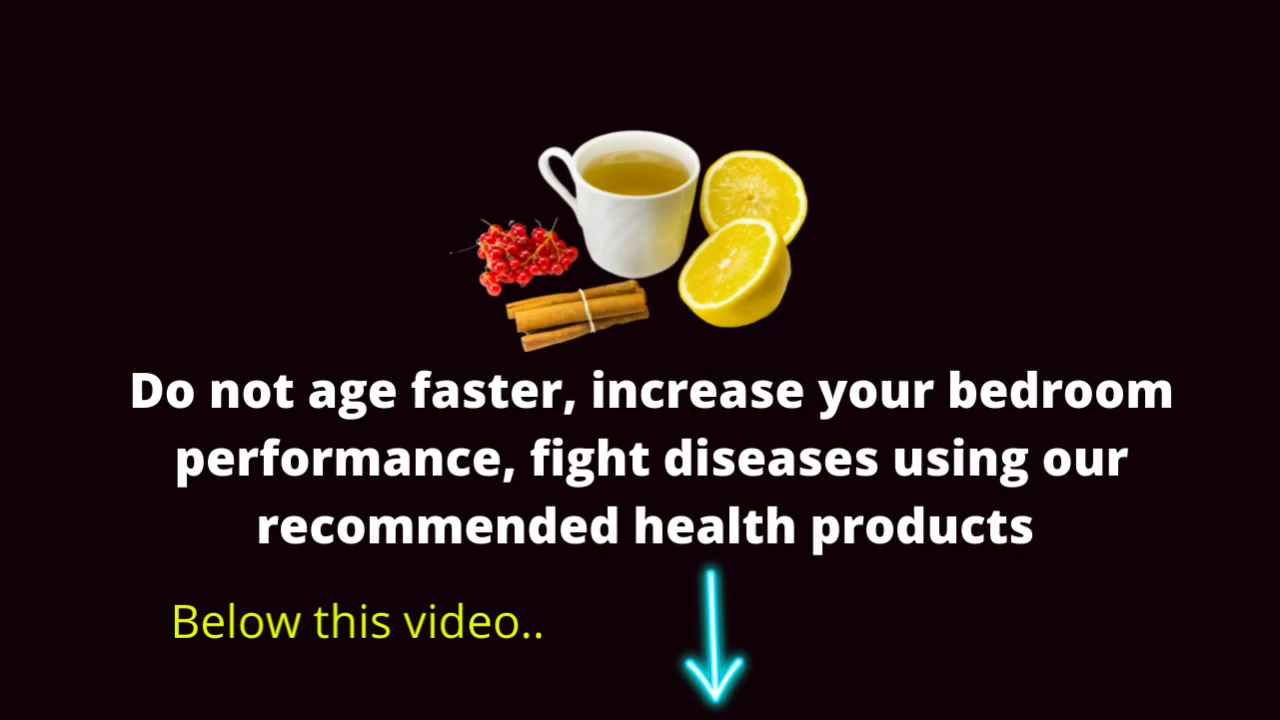 Do not age faster, increase your bedroom
performance, fight diseases using our
recommended health products
Below this video..